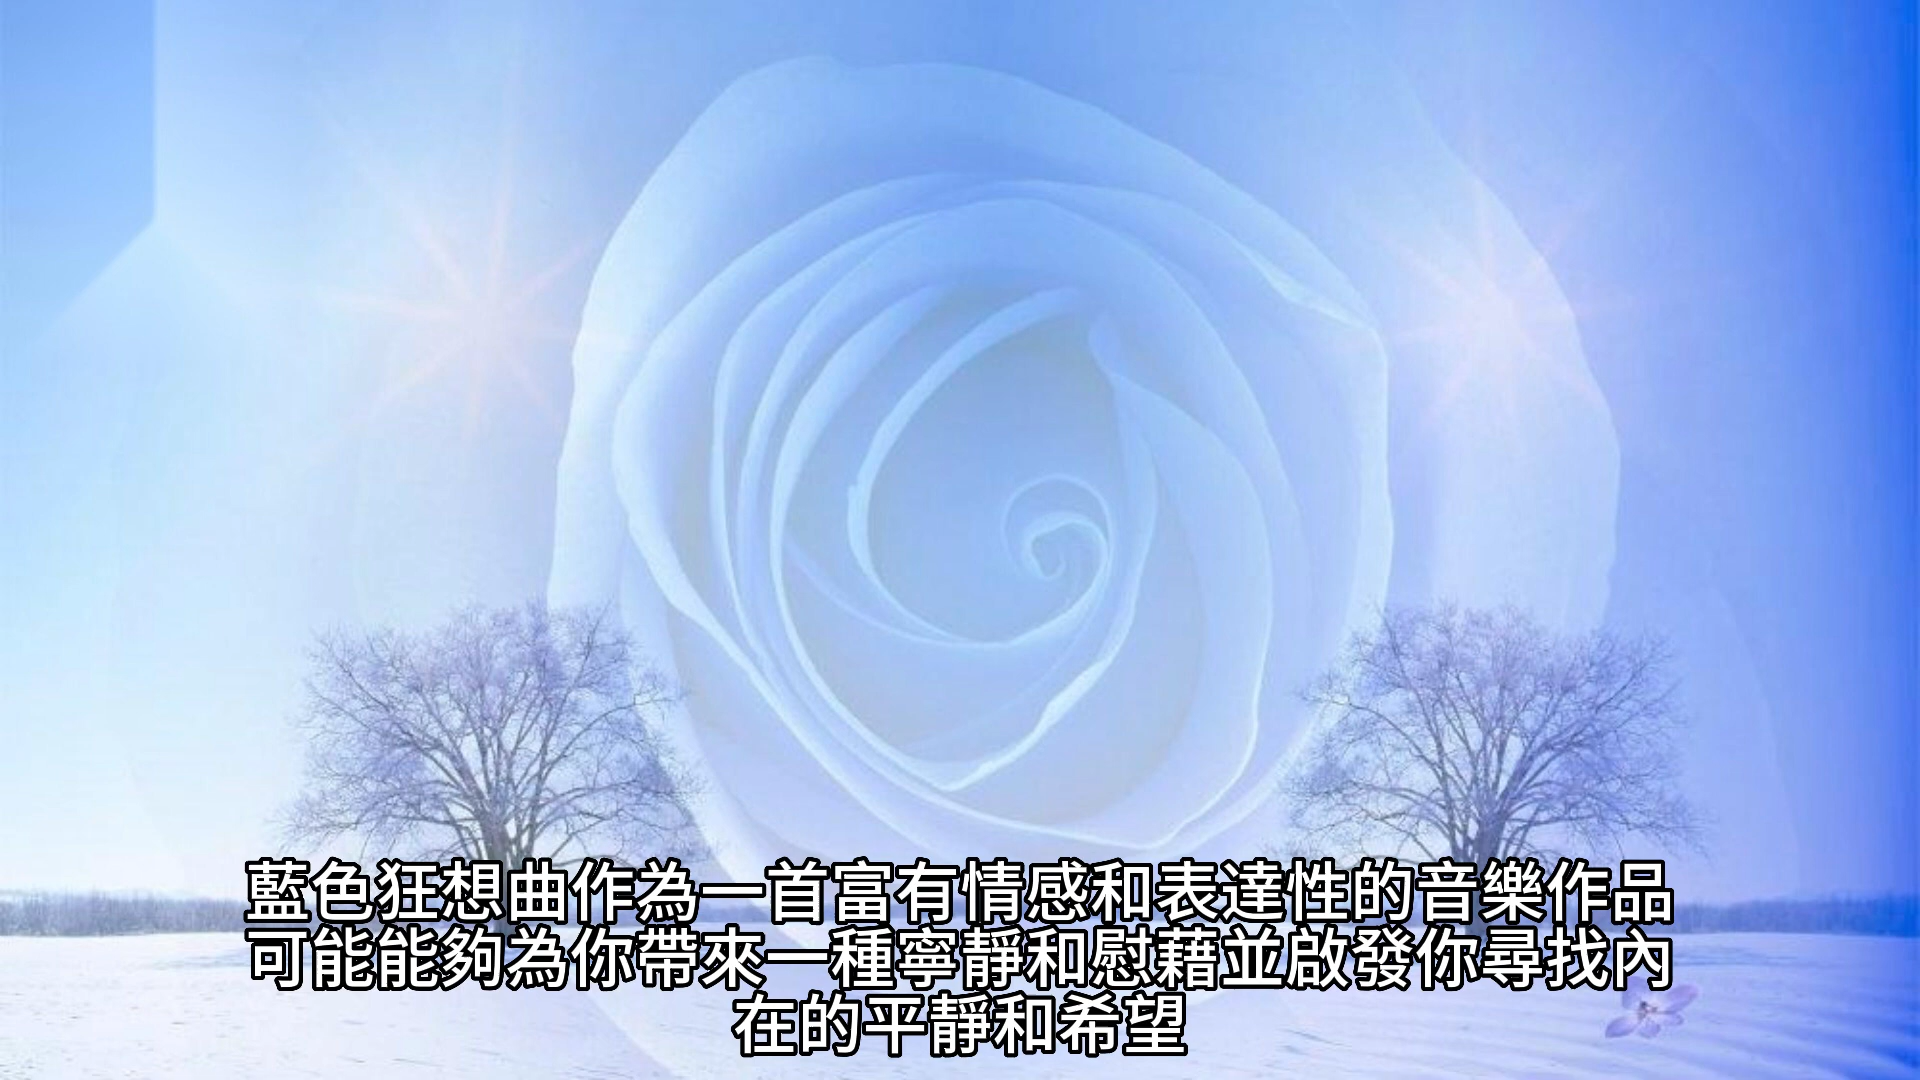 藍色狂想曲作為一首富有情感和表達性的音樂作品
可能能夠為你帶來一種寧靜和慰藉並啟發你尋找內
在的平靜和希望